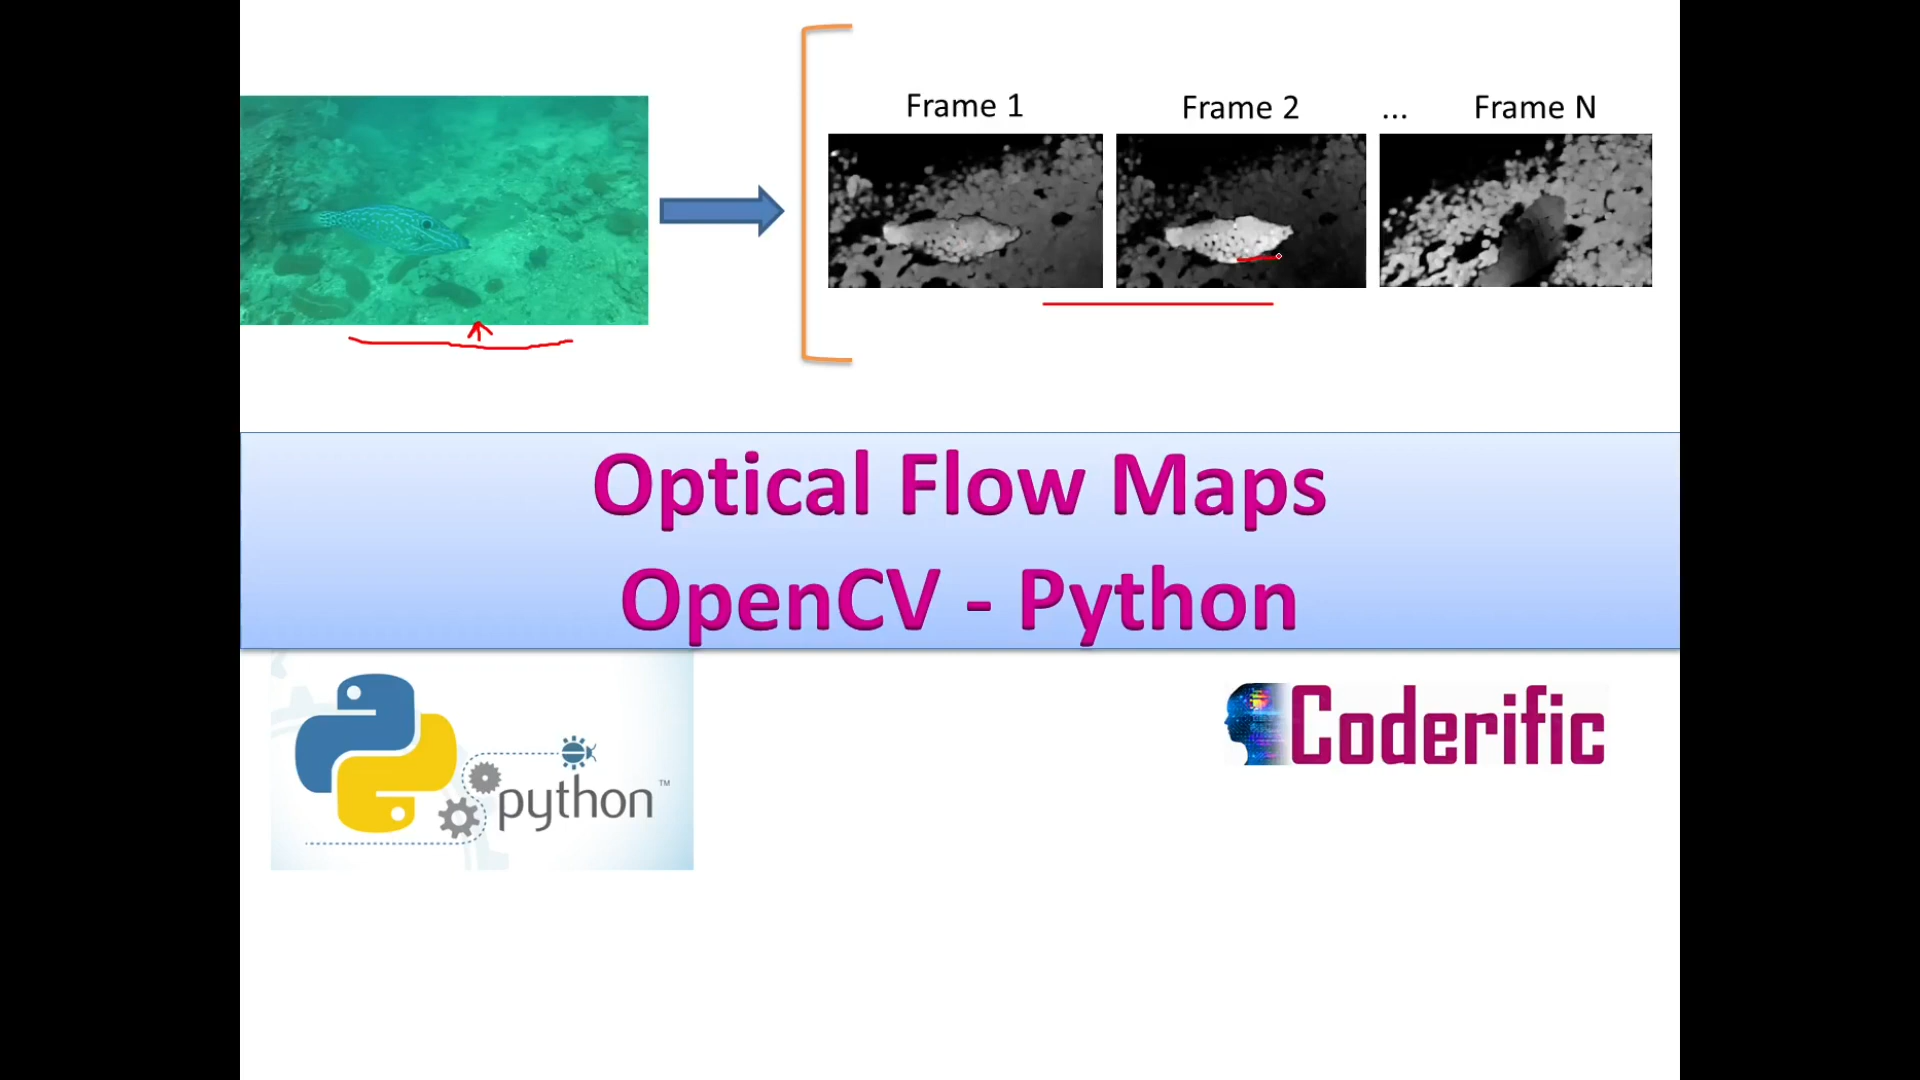 Frame 1
Frame 2
...
Frame N
Optical Flow Maps
OpenCV - Python
python™
Coderific